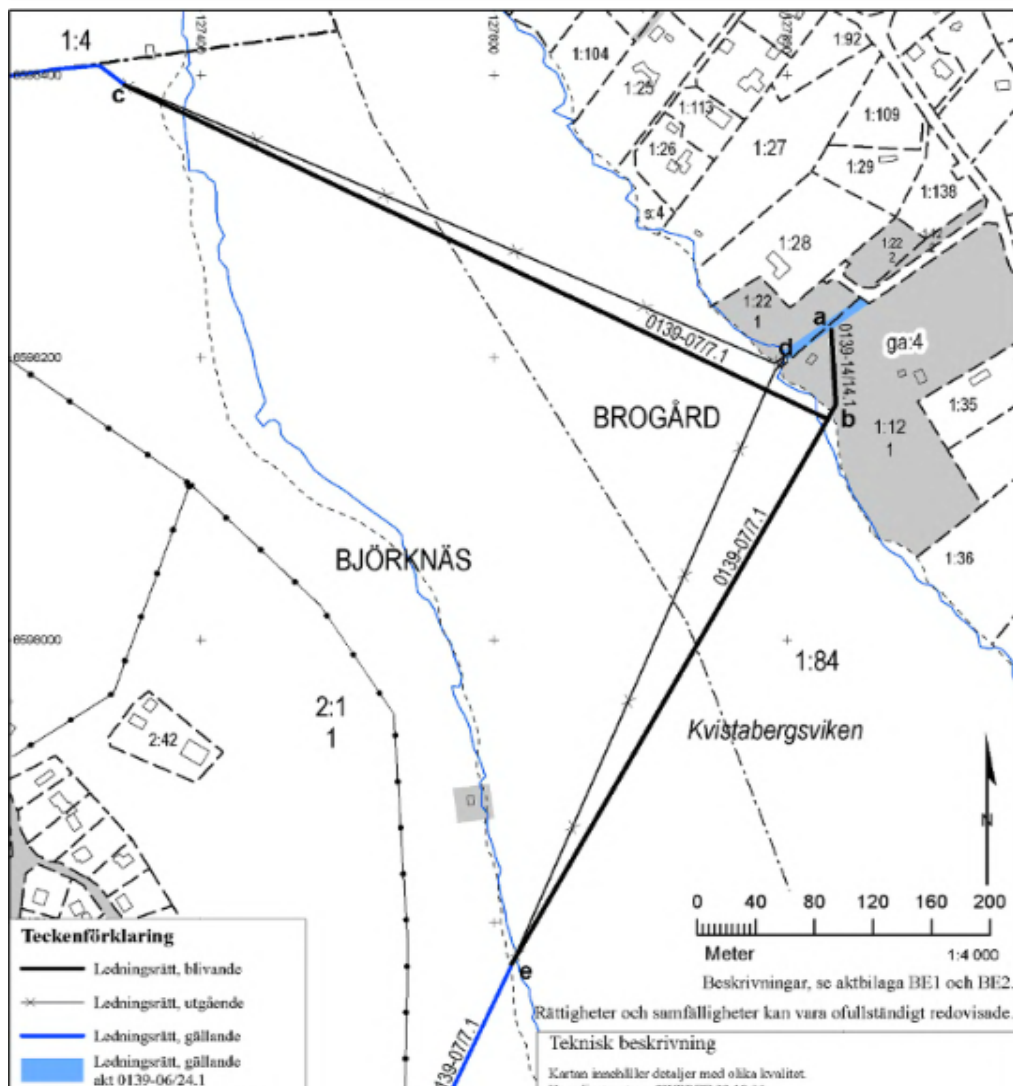 127400
127600
1:4
6598400
c
1:104
1:92
1:25
1:113
1:109
1:26
1:27
1:29
1:138
s:4
1:28
1:22
2
1:22
1
a
ga:4
0139-07/7.1
0139-14/14.1
d
6598200
1:35
BROGÅRD
b
1:12
1
0139-07/7.1
BJÖRKNÄS
1:36
6598000
1:84
2:1
1
2:42
Kvistabergsviken
N
0 40 80 120 160 200
Meter
1:4 000
Teckenförklaring
Ledningsrätt, blivande
Ledningsrätt, utgående
Ledningsrätt, gällande
Ledningsrätt, gällande
akt 0139-06/24.1
e
0139-07/7.1
Beskrivningar, se aktbilaga BE1 och BE2.
Rättigheter och samfälligheter kan vara ofullständigt redovisade.
Teknisk beskrivning
Kartan innehåller detaljer med olika kvalitet.